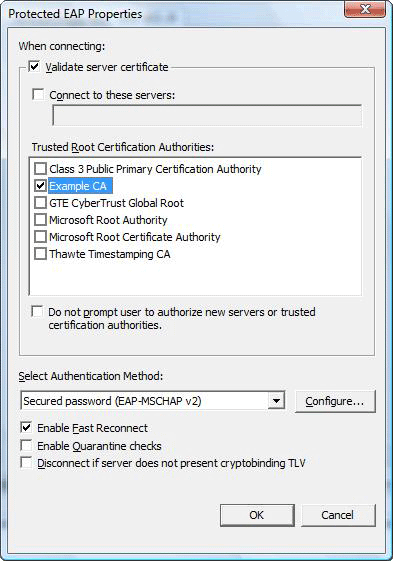 Protected EAP Properties
When connecting:
Validate server certificate
Connect to these servers:
Trusted Root Certification Authorities:
Class 3 Public Primary Certification Authority
Example CA
GTE CyberTrust Global Root
Microsoft Root Authority
Microsoft Root Certificate Authority
Thawte Timestamping CA
Do not prompt user to authorize new servers or trusted
certification authorities.
Select Authentication Method:
Secured password (EAP-MSCHAP v2)
Configure...
Enable Fast Reconnect
Enable Quarantine checks
Disconnect if server does not present cryptobinding TLV
OK
Cancel